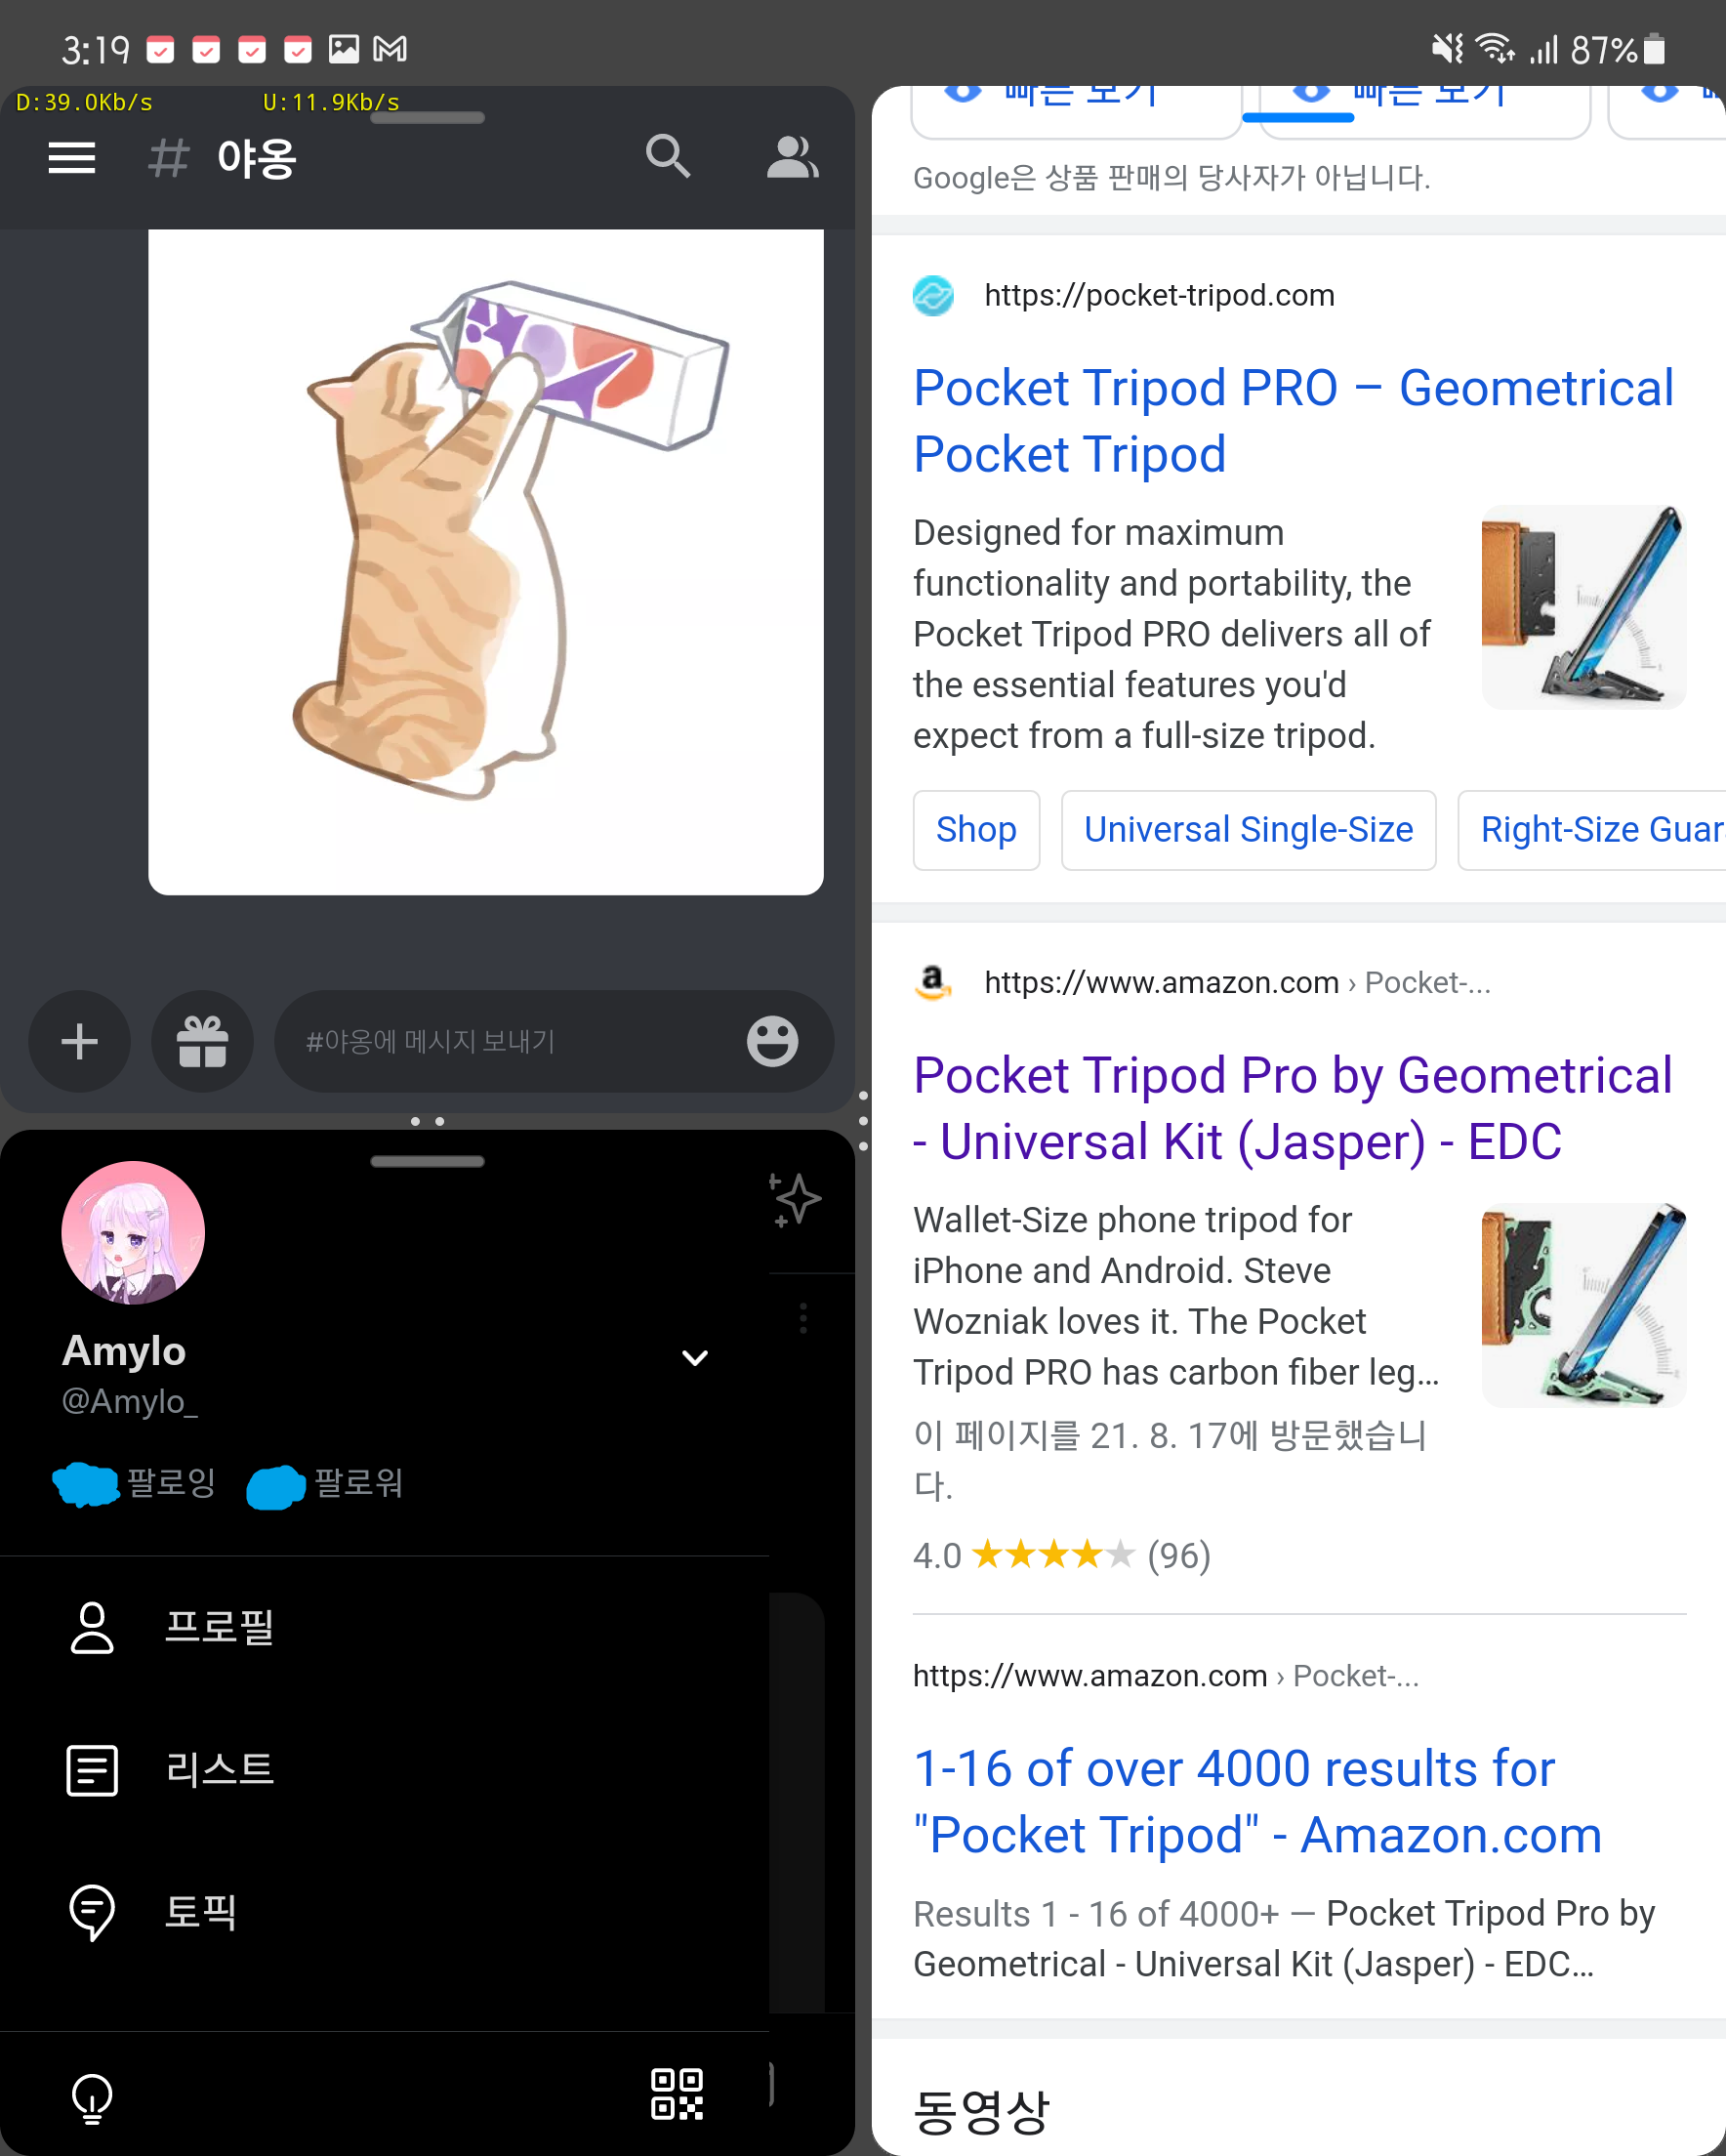 3:19
87%
D:39.0Kb/s U:11.9Kb/s
# 야옹
#야옹에 메시지 보내기
Amylo
@Amylo_
팔로잉 팔로워
프로필
리스트
토픽
빠른 보기 빠른 보기
Google은 상품 판매의 당사자가 아닙니다.
https://pocket-tripod.com
Pocket Tripod PRO – Geometrical
Pocket Tripod
Designed for maximum
functionality and portability, the
Pocket Tripod PRO delivers all of
the essential features you'd
expect from a full-size tripod.
Shop Universal Single-Size Right-Size Guar
https://www.amazon.com › Pocket-...
Pocket Tripod Pro by Geometrical
- Universal Kit (Jasper) - EDC
Wallet-Size phone tripod for
iPhone and Android. Steve
Wozniak loves it. The Pocket
Tripod PRO has carbon fiber leg...
이 페이지를 21. 8. 17에 방문했습니
다.
4.0 ★★★★★ (96)
https://www.amazon.com › Pocket-...
1-16 of over 4000 results for
"Pocket Tripod" - Amazon.com
Results 1 - 16 of 4000+ — Pocket Tripod Pro by
Geometrical - Universal Kit (Jasper) - EDC...
동영상